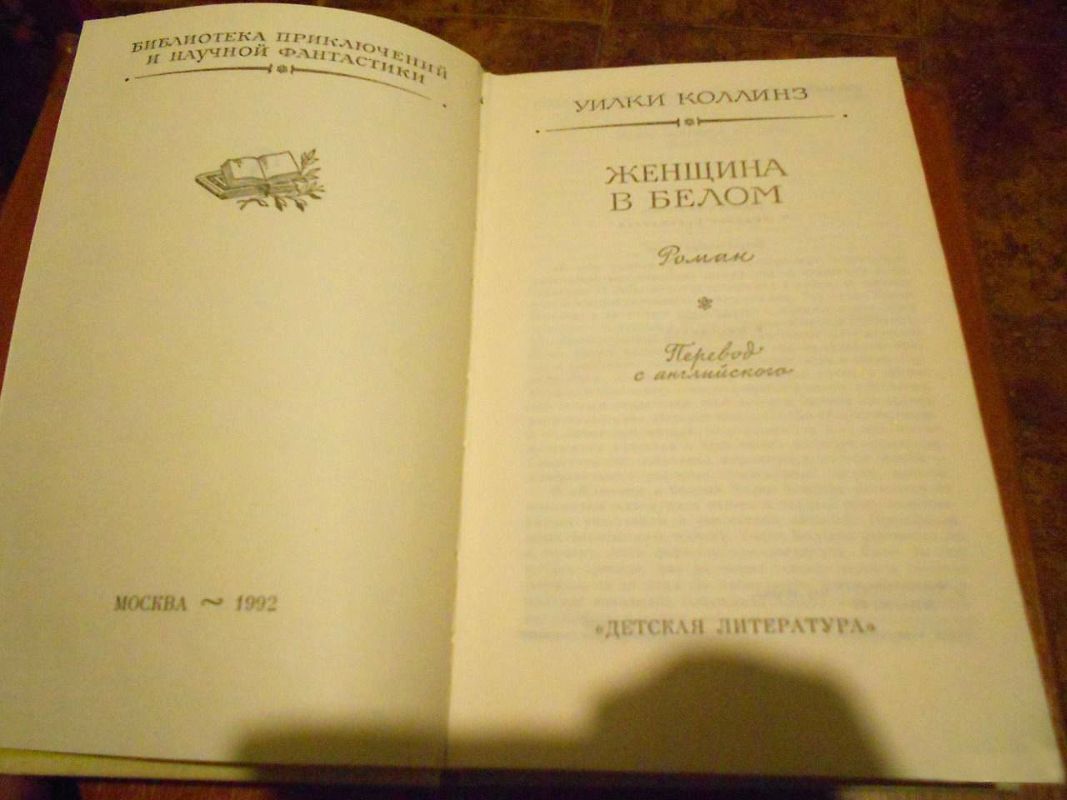 БИБЛИОТЕКА ПРИКЛЮЧЕНИЙ
И НАУЧНОЙ ФАНТАСТИКИ
МОСКВА ~ 1992
УИЛКИ КОЛЛИНЗ
ЖЕНЩИНА
В БЕЛОМ
Роман
Перевод
с английского
«ДЕТСКАЯ ЛИТЕРАТУРА»